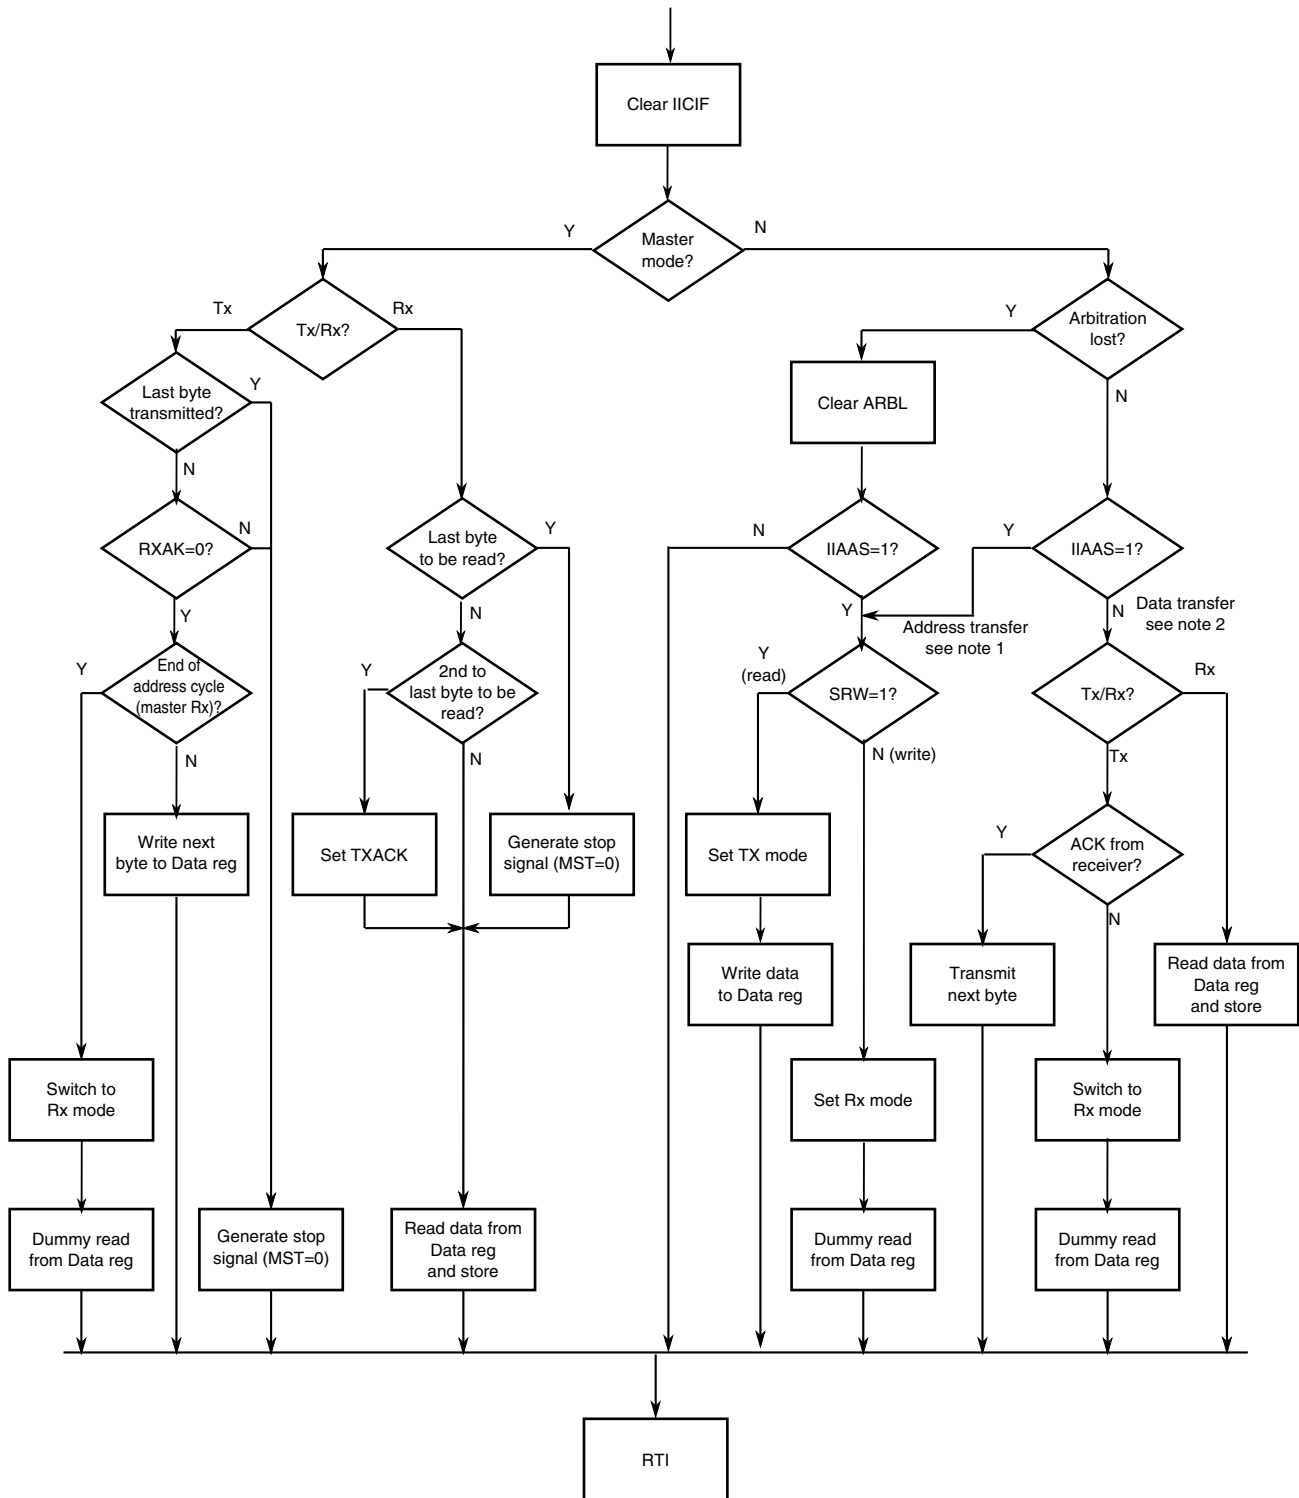 Clear IICIF
Y
Master
mode?
N
Tx
Tx/Rx?
Rx
Y
Arbitration
lost?
N
Last byte
transmitted?
Y
N
Clear ARBL
RXAK=0?
N
Y
Last byte
to be read?
Y
N
N
IIAAS=1?
Y
Y
IIAAS=1?
N
Data transfer
see note 2
Address transfer
see note 1
Y
End of
address cycle
(master Rx)?
N
Y
2nd to
last byte to be
read?
N
Y
(read)
SRW=1?
N (write)
Tx/Rx?
Rx
Tx
Write next
byte to Data reg
Set TXACK
Generate stop
signal (MST=0)
Set TX mode
Y
ACK from
receiver?
N
Write data
to Data reg
Transmit
next byte
Read data from
Data reg
and store
Switch to
Rx mode
Set Rx mode
Switch to
Rx mode
Dummy read
from Data reg
Generate stop
signal (MST=0)
Read data from
Data reg
and store
Dummy read
from Data reg
Dummy read
from Data reg
RTI